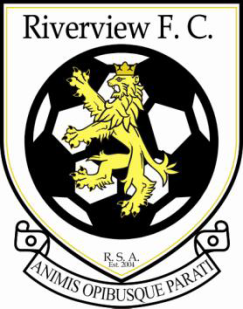 Riverview F. C.
R. S. A.
Est. 2004
ANIMIS OPIBUSQUE PARATI